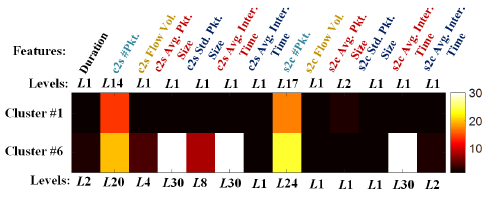 Features:
Duration
c2s #Pkt.
c2s Flow Vol.
c2s Avg. Pkt.
Size
c2s Std. Pkt.
Size
c2s Avg. Inter.
Time
c2s Avg. Inter.
Time
s2c #Pkt.
s2c Flow Vol.
s2c Avg. Pkt.
Size
s2c Std. Pkt.
Size
s2c Avg. Inter.
Time
s2c Avg. Inter.
Time
Levels: L1 L14 L1 L1 L1 L1 L1 L17 L1 L2 L1 L1 L1
Cluster #1
Cluster #6
Levels: L2 L20 L4 L30 L8 L30 L1 L24 L1 L1 L1 L30 L2
30
20
10